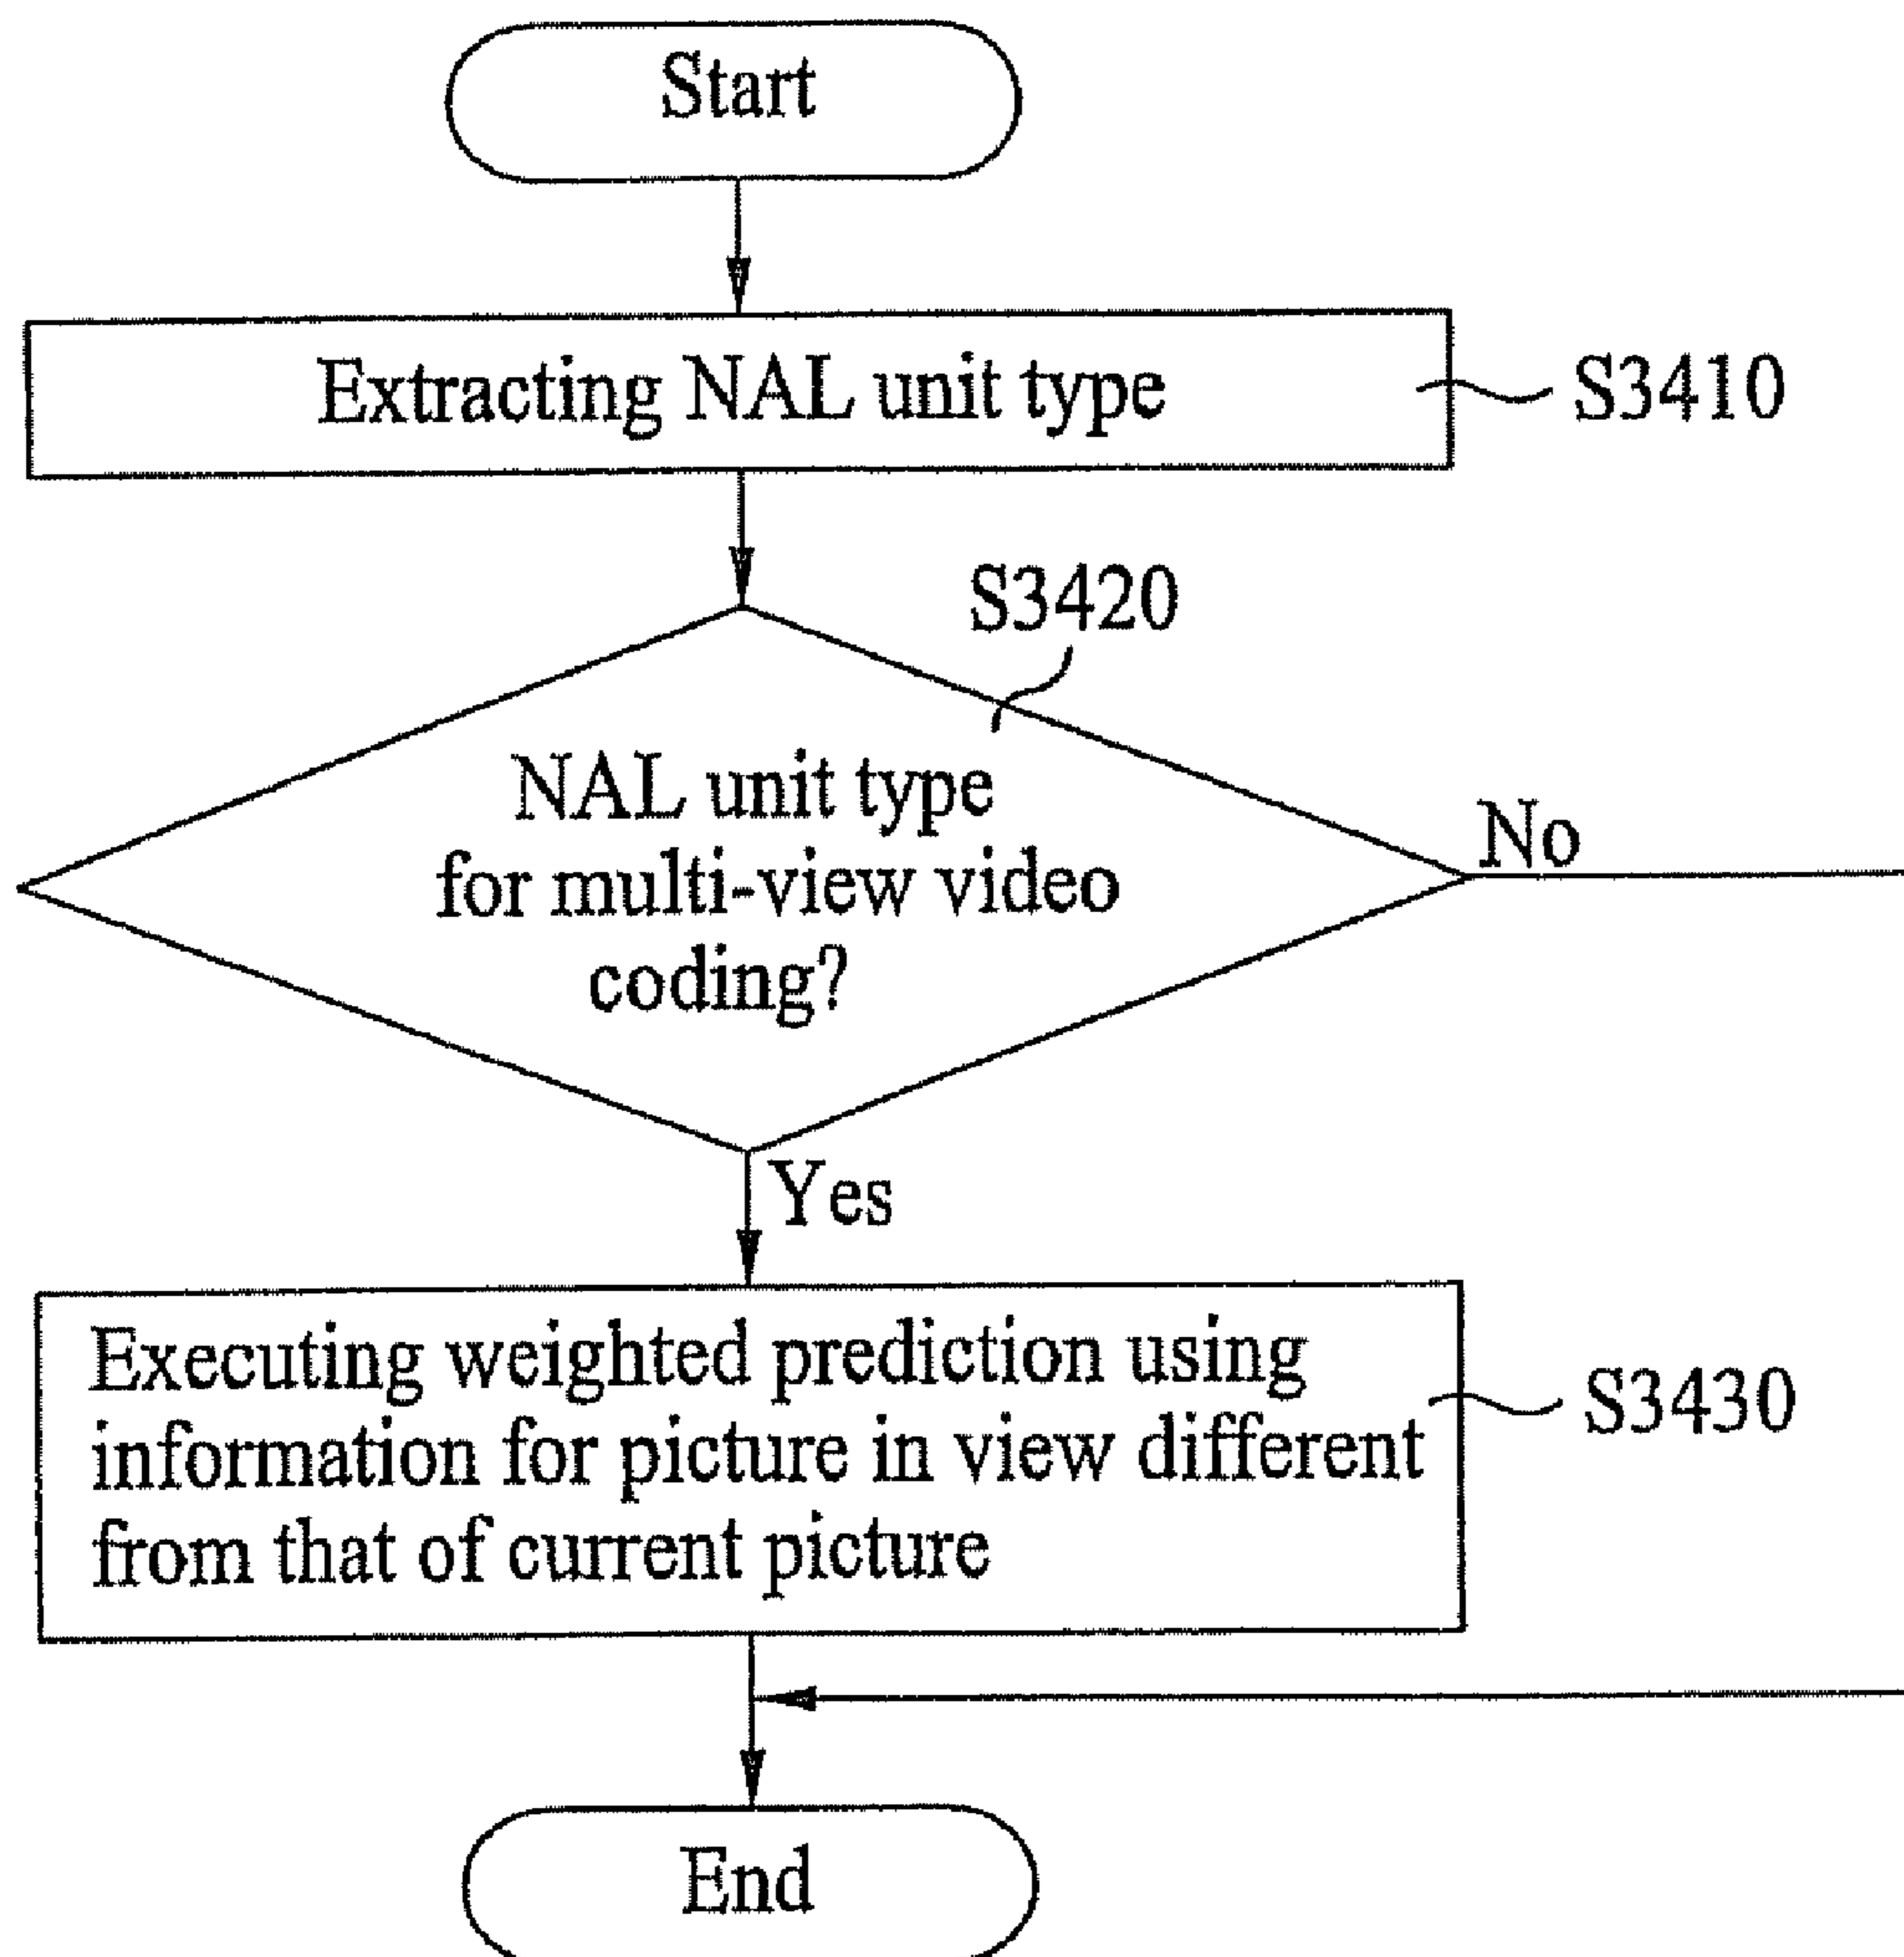 Start
Extracting NAL unit type
S3410
S3420
NAL unit type
for multi-view video
coding?
No
Yes
Executing weighted prediction using
information for picture in view different
from that of current picture
S3430
End